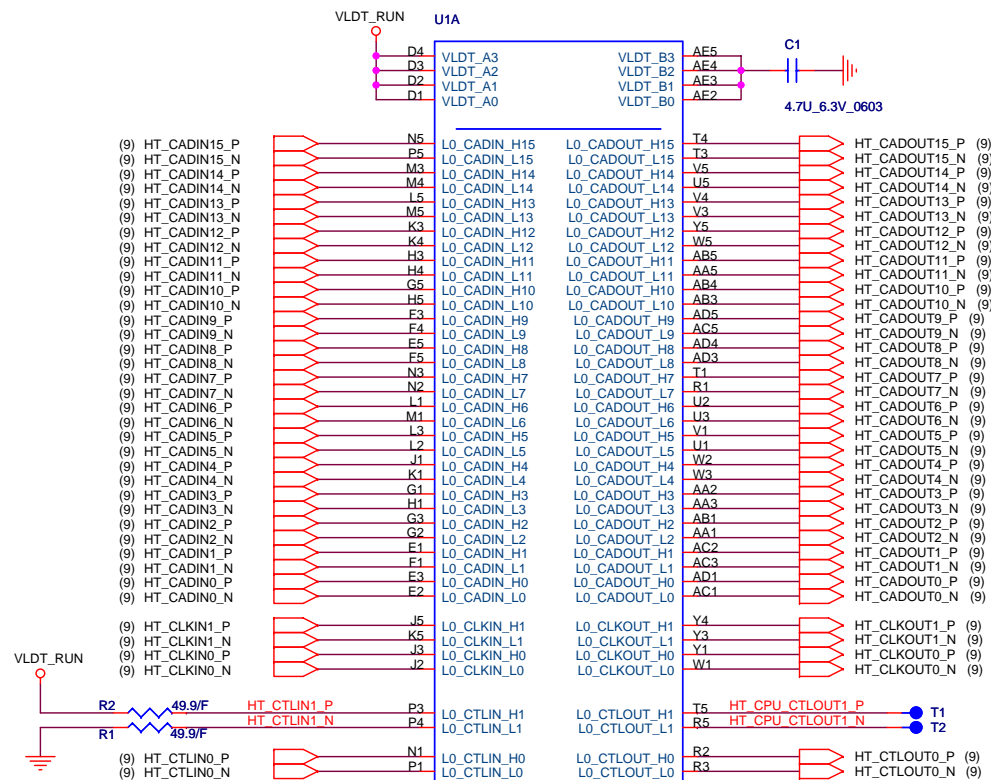 VLDT_RUN
U1A
D4 VLDT_A3 VLDT_B3 AE5 C1
D3 VLDT_A2 VLDT_B2 AE4
D2 VLDT_A1 VLDT_B1 AE3
D1 VLDT_A0 VLDT_B0 AE2
4.7U_6.3V_0603
(9) HT_CADIN15_P N5 L0_CADIN_H15 L0_CADOUT_H15 T4 HT_CADOUT15_P (9)
(9) HT_CADIN15_N P5 L0_CADIN_L15 L0_CADOUT_L15 T3 HT_CADOUT15_N (9)
(9) HT_CADIN14_P M3 L0_CADIN_H14 L0_CADOUT_H14 V5 HT_CADOUT14_P (9)
(9) HT_CADIN14_N M4 L0_CADIN_L14 L0_CADOUT_L14 U5 HT_CADOUT14_N (9)
(9) HT_CADIN13_P L5 L0_CADIN_H13 L0_CADOUT_H13 V4 HT_CADOUT13_P (9)
(9) HT_CADIN13_N M5 L0_CADIN_L13 L0_CADOUT_L13 V3 HT_CADOUT13_N (9)
(9) HT_CADIN12_P K3 L0_CADIN_H12 L0_CADOUT_H12 Y5 HT_CADOUT12_P (9)
(9) HT_CADIN12_N K4 L0_CADIN_L12 L0_CADOUT_L12 W5 HT_CADOUT12_N (9)
(9) HT_CADIN11_P H3 L0_CADIN_H11 L0_CADOUT_H11 AB5 HT_CADOUT11_P (9)
(9) HT_CADIN11_N H4 L0_CADIN_L11 L0_CADOUT_L11 AA5 HT_CADOUT11_N (9)
(9) HT_CADIN10_P G5 L0_CADIN_H10 L0_CADOUT_H10 AB4 HT_CADOUT10_P (9)
(9) HT_CADIN10_N H5 L0_CADIN_L10 L0_CADOUT_L10 AB3 HT_CADOUT10_N (9)
(9) HT_CADIN9_P F3 L0_CADIN_H9 L0_CADOUT_H9 AD5 HT_CADOUT9_P (9)
(9) HT_CADIN9_N F4 L0_CADIN_L9 L0_CADOUT_L9 AC5 HT_CADOUT9_N (9)
(9) HT_CADIN8_P E5 L0_CADIN_H8 L0_CADOUT_H8 AD4 HT_CADOUT8_P (9)
(9) HT_CADIN8_N F5 L0_CADIN_L8 L0_CADOUT_L8 AD3 HT_CADOUT8_N (9)
(9) HT_CADIN7_P N3 L0_CADIN_H7 L0_CADOUT_H7 T1 HT_CADOUT7_P (9)
(9) HT_CADIN7_N N2 L0_CADIN_L7 L0_CADOUT_L7 R1 HT_CADOUT7_N (9)
(9) HT_CADIN6_P L1 L0_CADIN_H6 L0_CADOUT_H6 U2 HT_CADOUT6_P (9)
(9) HT_CADIN6_N M1 L0_CADIN_L6 L0_CADOUT_L6 U3 HT_CADOUT6_N (9)
(9) HT_CADIN5_P L3 L0_CADIN_H5 L0_CADOUT_H5 V1 HT_CADOUT5_P (9)
(9) HT_CADIN5_N L2 L0_CADIN_L5 L0_CADOUT_L5 U1 HT_CADOUT5_N (9)
(9) HT_CADIN4_P J1 L0_CADIN_H4 L0_CADOUT_H4 W2 HT_CADOUT4_P (9)
(9) HT_CADIN4_N K1 L0_CADIN_L4 L0_CADOUT_L4 W3 HT_CADOUT4_N (9)
(9) HT_CADIN3_P G1 L0_CADIN_H3 L0_CADOUT_H3 AA2 HT_CADOUT3_P (9)
(9) HT_CADIN3_N H1 L0_CADIN_L3 L0_CADOUT_L3 AA3 HT_CADOUT3_N (9)
(9) HT_CADIN2_P G3 L0_CADIN_H2 L0_CADOUT_H2 AB1 HT_CADOUT2_P (9)
(9) HT_CADIN2_N G2 L0_CADIN_L2 L0_CADOUT_L2 AA1 HT_CADOUT2_N (9)
(9) HT_CADIN1_P E1 L0_CADIN_H1 L0_CADOUT_H1 AC2 HT_CADOUT1_P (9)
(9) HT_CADIN1_N F1 L0_CADIN_L1 L0_CADOUT_L1 AC3 HT_CADOUT1_N (9)
(9) HT_CADIN0_P E3 L0_CADIN_H0 L0_CADOUT_H0 AD1 HT_CADOUT0_P (9)
(9) HT_CADIN0_N E2 L0_CADIN_L0 L0_CADOUT_L0 AC1 HT_CADOUT0_N (9)
(9) HT_CLKIN1_P J5 L0_CLKIN_H1 L0_CLKOUT_H1 Y4 HT_CLKOUT1_P (9)
(9) HT_CLKIN1_N K5 L0_CLKIN_L1 L0_CLKOUT_L1 Y3 HT_CLKOUT1_N (9)
(9) HT_CLKIN0_P J3 L0_CLKIN_H0 L0_CLKOUT_H0 Y1 HT_CLKOUT0_P (9)
(9) HT_CLKIN0_N J2 L0_CLKIN_L0 L0_CLKOUT_L0 W1 HT_CLKOUT0_N (9)
VLDT_RUN
R2 49.9/F HT_CTLIN1_P P3 L0_CTLIN_H1 L0_CTLOUT_H1 T5 HT_CPU_CTLOUT1_P T1
R1 49.9/F HT_CTLIN1_N P4 L0_CTLIN_L1 L0_CTLOUT_L1 R5 HT_CPU_CTLOUT1_N T2
(9) HT_CTLIN0_P N1 L0_CTLIN_H0 L0_CTLOUT_H0 R2 HT_CTLOUT0_P (9)
(9) HT_CTLIN0_N P1 L0_CTLIN_L0 L0_CTLOUT_L0 R3 HT_CTLOUT0_N (9)